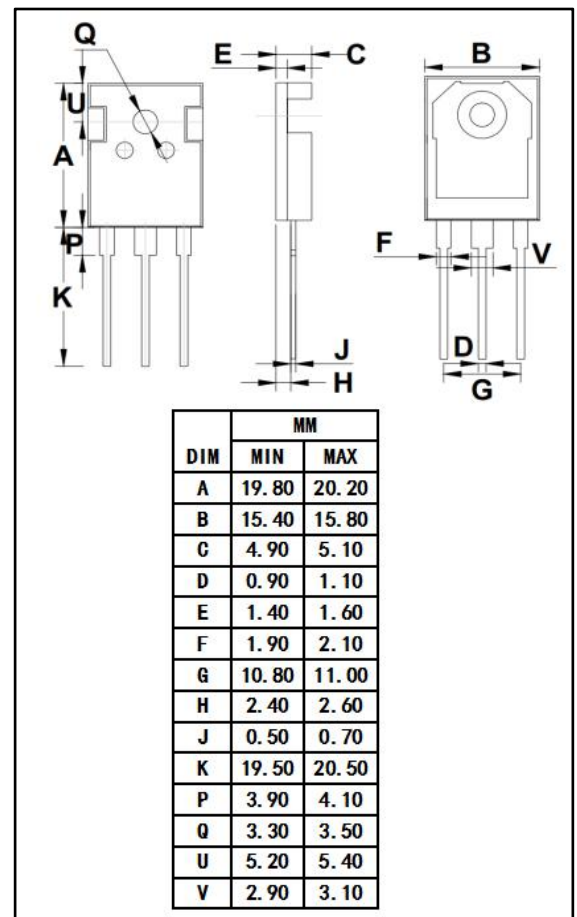 Q
E C B
U
A
P F V
K
J D
H G
MM
DIM MIN MAX
A 19.80 20.20
B 15.40 15.80
C 4.90 5.10
D 0.90 1.10
E 1.40 1.60
F 1.90 2.10
G 10.80 11.00
H 2.40 2.60
J 0.50 0.70
K 19.50 20.50
P 3.90 4.10
Q 3.30 3.50
U 5.20 5.40
V 2.90 3.10